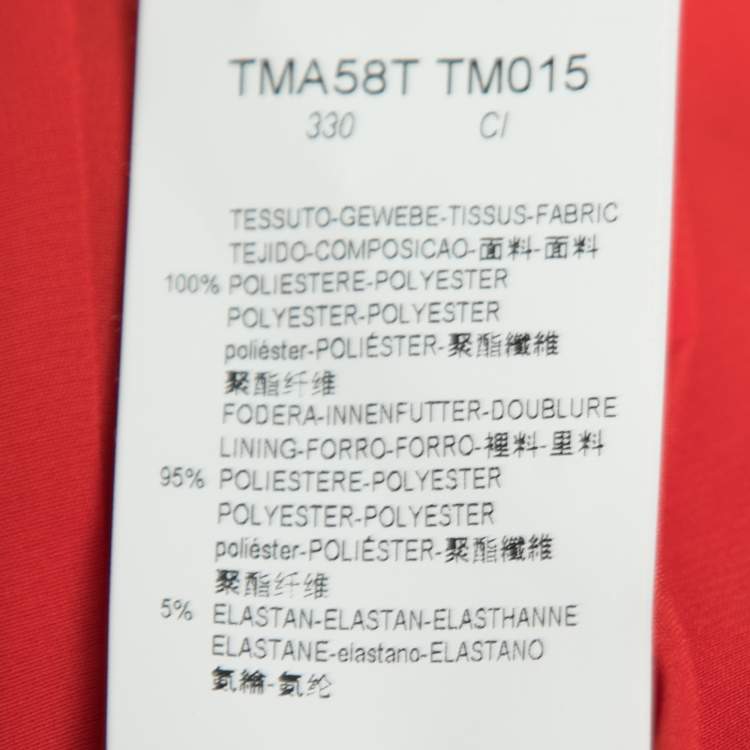 TMA58T TM015
330 CI
TESSUTO-GEWEBE-TISSUS-FABRIC
TEJIDO-COMPOSICAO-面料-面料
100% POLIESTERE-POLYESTER
POLYESTER-POLYESTER
poliéster-POLIÉSTER-聚酯纖維
聚酯纤维
FODERA-INNENFUTTER-DOUBLURE
LINING-FORRO-FORRO-裡料-里料
95% POLIESTERE-POLYESTER
POLYESTER-POLYESTER
poliéster-POLIÉSTER-聚酯纖維
聚酯纤维
5% ELASTAN-ELASTAN-ELASTHANNE
ELASTANE-elastano-ELASTANO
氨綸-氨纶